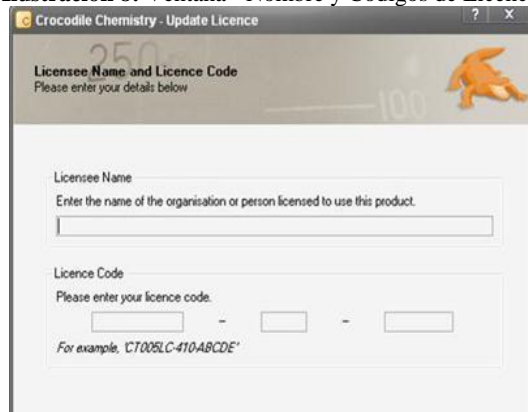 Crocodile Chemistry - Update Licence
? X
250
Licensee Name and Licence Code
Please enter your details below
100
Licensee Name
Enter the name of the organisation or person licensed to use this product.
Licence Code
Please enter your licence code.
- -
For example, 'CT005LC-410-ABCDE'